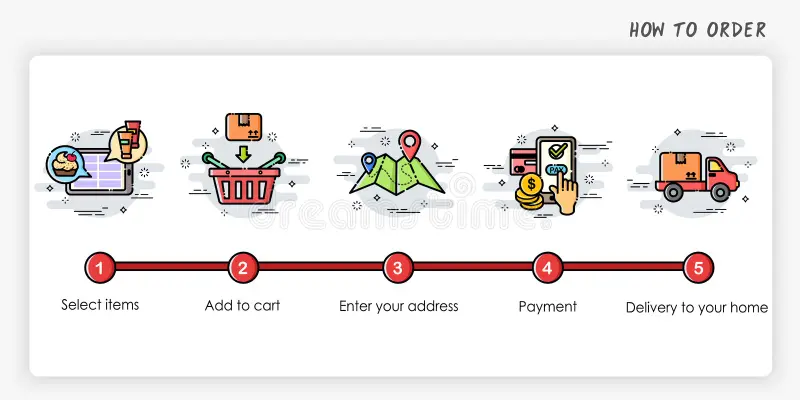 HOW TO ORDER
PAY
$
dreamstime
1
2
3
4
5
Select items
Add to cart
Enter your address
Payment
Delivery to your home